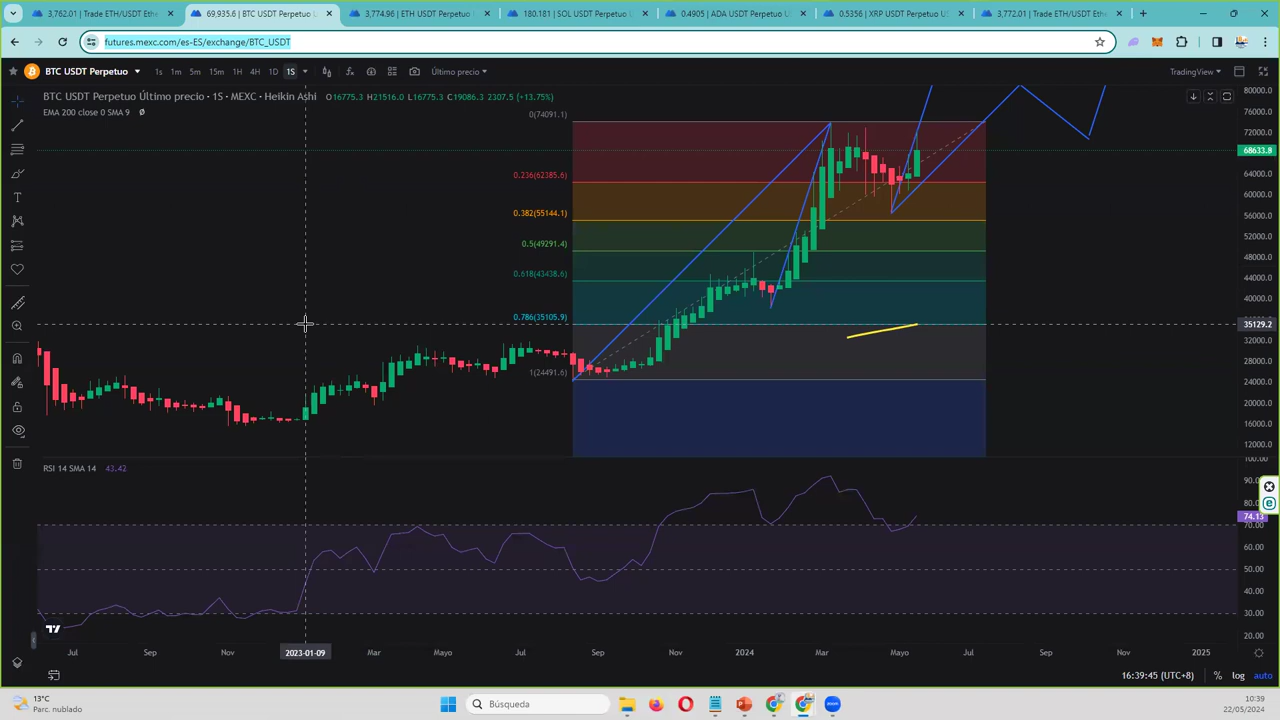 3,762.01 | Trade ETH/USDT Ethe
69,935.6 | BTC USDT Perpetuo
3,774.96 | ETH USDT Perpetuo
180.181 | SOL USDT Perpetuo U
0.4905 | ADA USDT Perpetuo U
0.5356 | XRP USDT Perpetuo US
3,772.01 | Trade ETH/USDT Ethe
futures.mexc.com/es-ES/exchange/BTC_USDT
BTC USDT Perpetuo 1s 1m 5m 15m 1H 4H 1D 1S Último precio TradingView
BTC USDT Perpetuo Último precio · 1S · MEXC · Heikin Ashi O16775.3 H21516.0 L16775.3 C19086.3 2307.5 (+13.75%)
EMA 200 close 0 SMA 9 Ø
0(74091.1)
0.236(62385.6)
0.382(55144.1)
0.5(49291.4)
0.618(43438.6)
0.786(35105.9)
1(24491.6)
80000.0
76000.0
72000.0
68633.8
64000.0
60000.0
56000.0
52000.0
48000.0
44000.0
40000.0
35129.2
32000.0
28000.0
24000.0
20000.0
16000.0
12000.0
RSI 14 SMA 14 43.42
100.00
90.0
80.0
74.13
70.00
60.00
50.00
40.00
30.00
20.00
Jul Sep Nov 2023-01-09 Mar Mayo Jul Sep Nov 2024 Mar Mayo Jul Sep Nov 2025
16:39:45 (UTC+8) % log auto
13°C
Parc. nublado
Búsqueda
10:39
22/05/2024